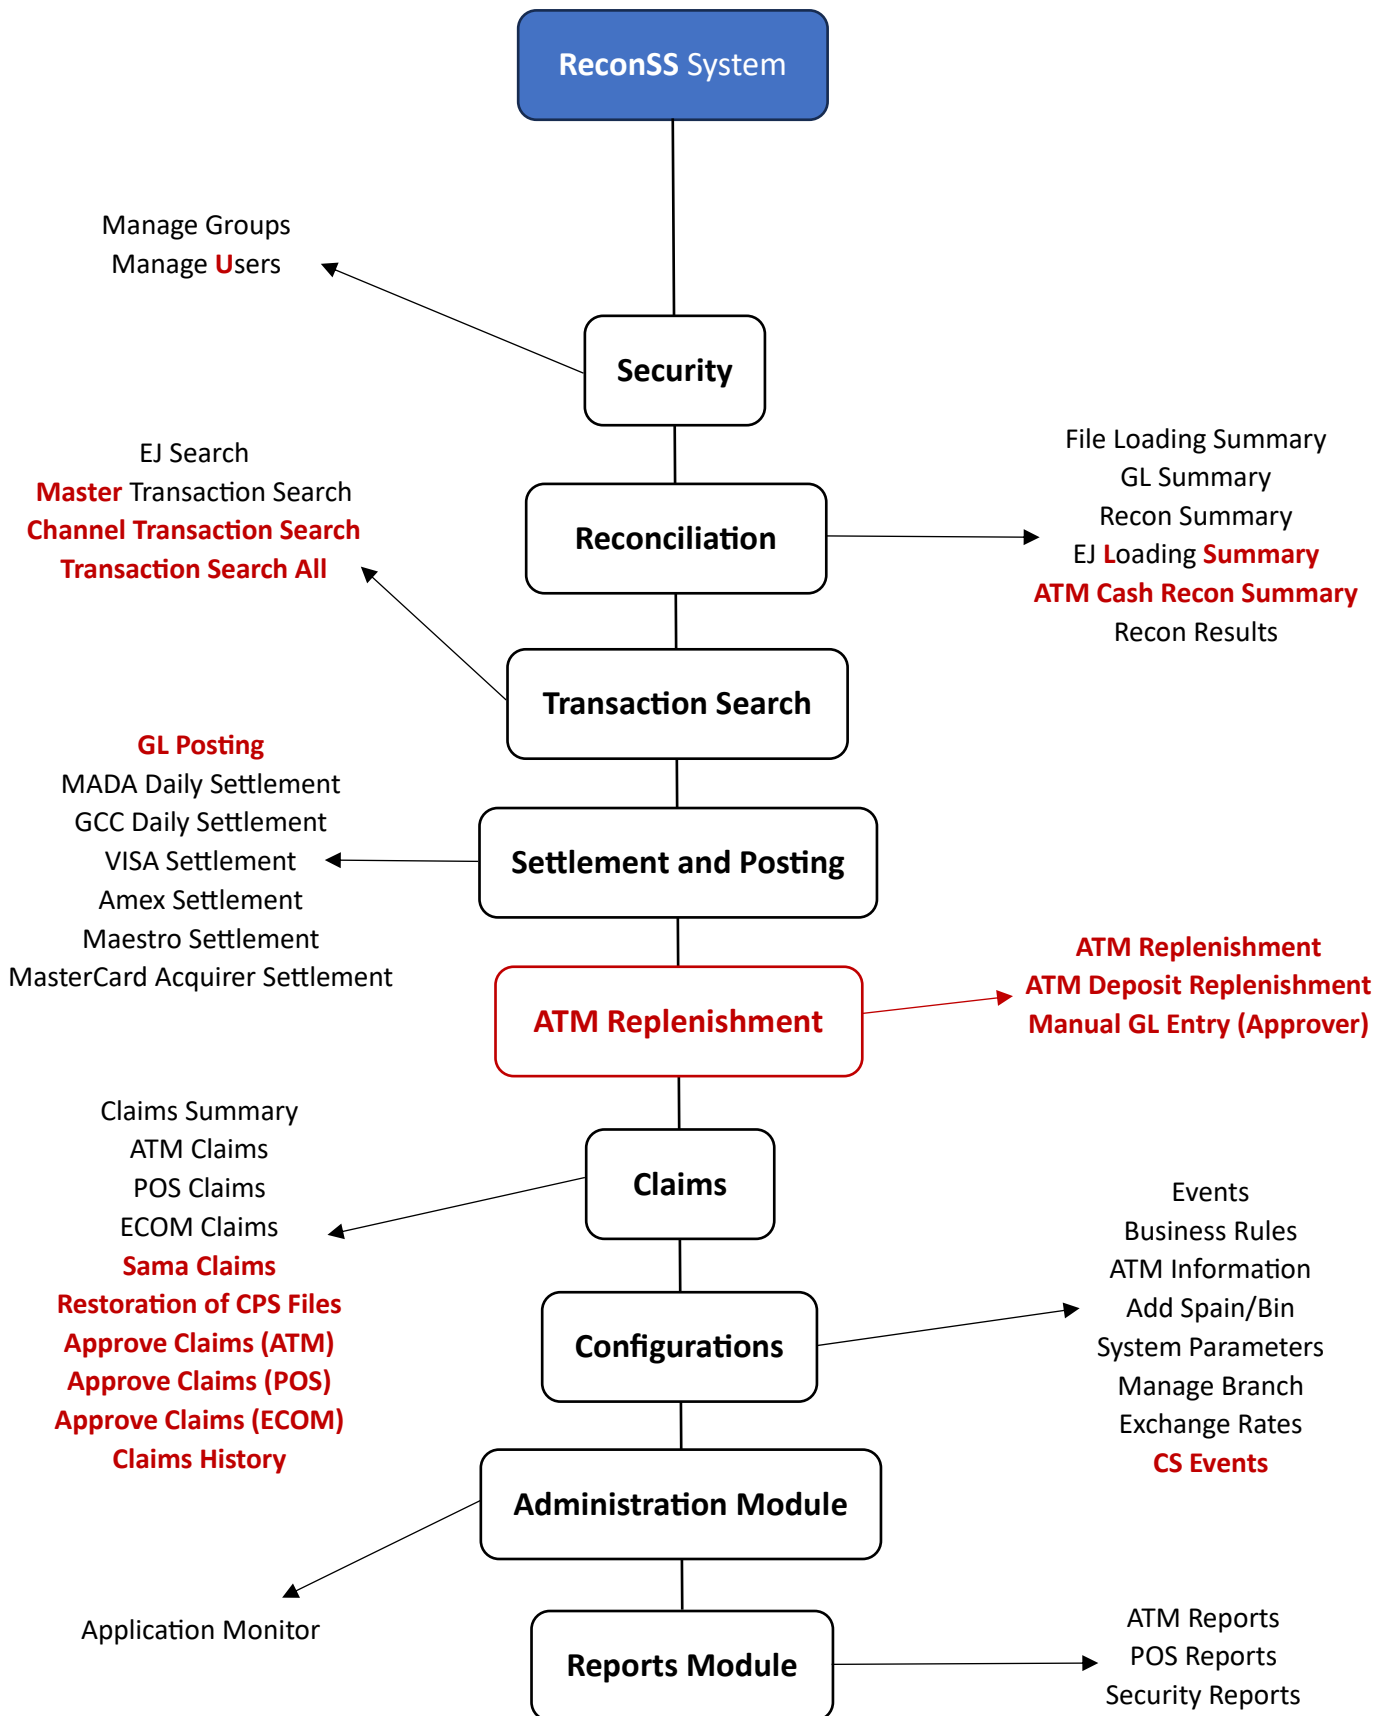 ReconSS System
Manage Groups
Manage Users
Security
EJ Search
Master Transaction Search
Channel Transaction Search
Transaction Search All
Reconciliation
File Loading Summary
GL Summary
Recon Summary
EJ Loading Summary
ATM Cash Recon Summary
Recon Results
Transaction Search
GL Posting
MADA Daily Settlement
GCC Daily Settlement
VISA Settlement
Amex Settlement
Maestro Settlement
MasterCard Acquirer Settlement
Settlement and Posting
ATM Replenishment
ATM Replenishment
ATM Deposit Replenishment
Manual GL Entry (Approver)
Claims Summary
ATM Claims
POS Claims
ECOM Claims
Sama Claims
Restoration of CPS Files
Approve Claims (ATM)
Approve Claims (POS)
Approve Claims (ECOM)
Claims History
Claims
Configurations
Events
Business Rules
ATM Information
Add Spain/Bin
System Parameters
Manage Branch
Exchange Rates
CS Events
Administration Module
Application Monitor
Reports Module
ATM Reports
POS Reports
Security Reports